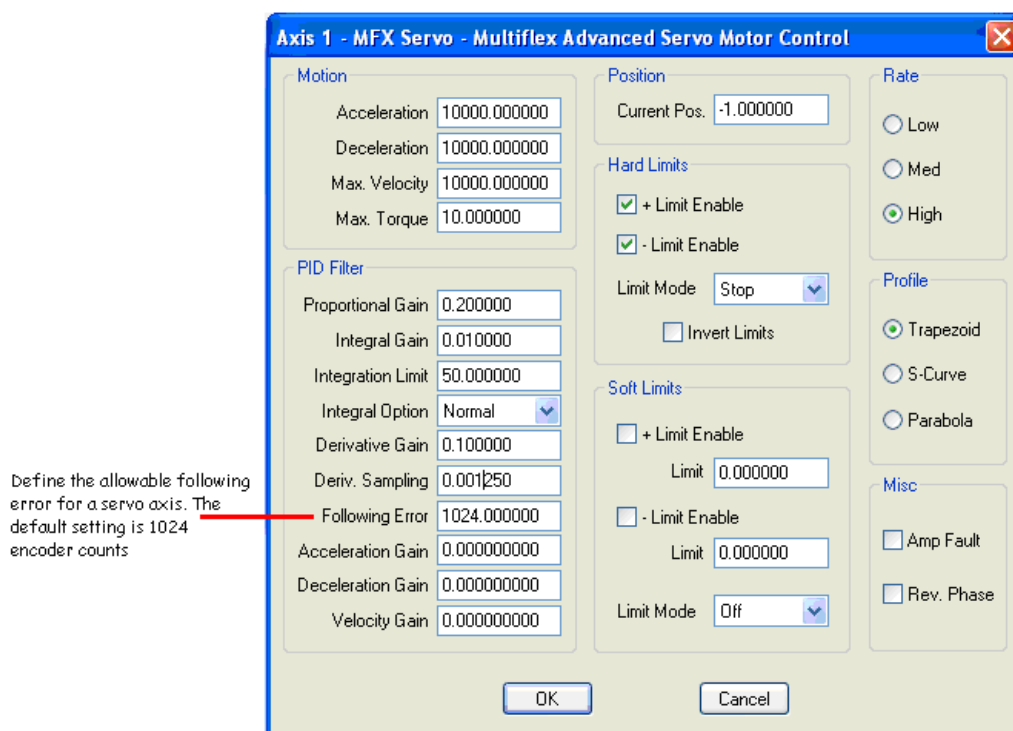 Axis 1 - MFX Servo - Multiflex Advanced Servo Motor Control
Motion
Acceleration 10000.000000
Deceleration 10000.000000
Max. Velocity 10000.000000
Max. Torque 10.000000
PID Filter
Proportional Gain 0.200000
Integral Gain 0.010000
Integration Limit 50.000000
Integral Option Normal
Derivative Gain 0.100000
Deriv. Sampling 0.001250
Following Error 1024.000000
Acceleration Gain 0.000000000
Deceleration Gain 0.000000000
Velocity Gain 0.000000000
Define the allowable following
error for a servo axis. The
default setting is 1024
encoder counts
Position
Current Pos. -1.000000
Hard Limits
+ Limit Enable
- Limit Enable
Limit Mode Stop
Invert Limits
Soft Limits
+ Limit Enable
Limit 0.000000
- Limit Enable
Limit 0.000000
Limit Mode Off
Rate
Low
Med
High
Profile
Trapezoid
S-Curve
Parabola
Misc
Amp Fault
Rev. Phase
OK
Cancel